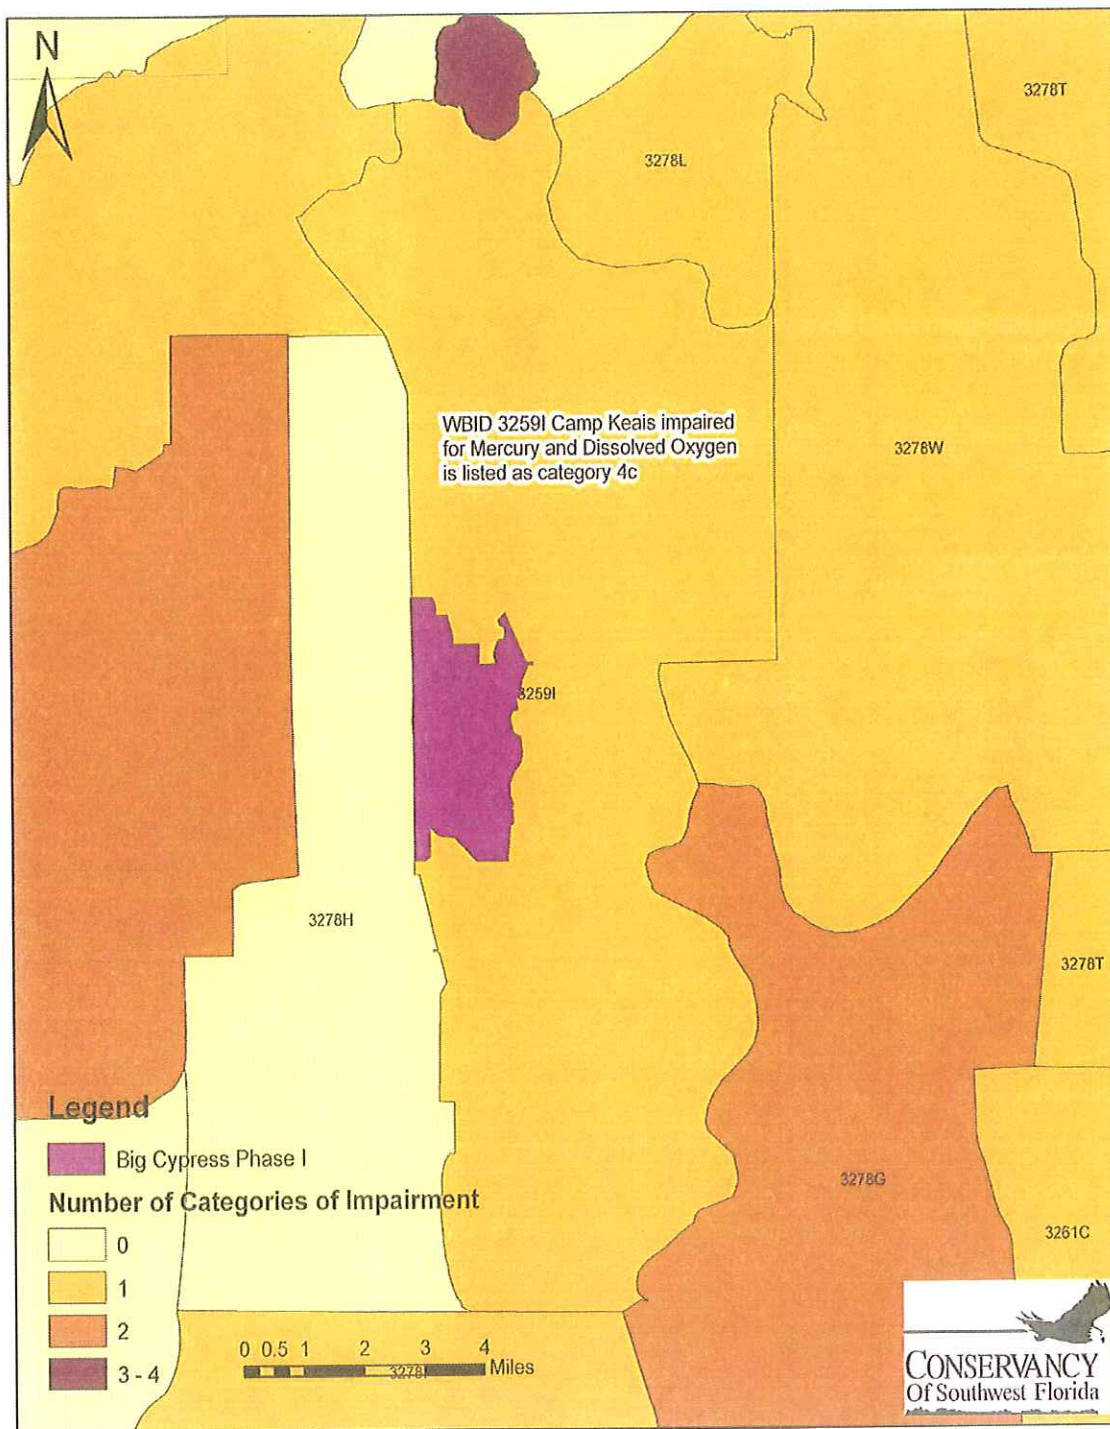 N
3278T
3278L
WBID 3259I Camp Keais impaired
for Mercury and Dissolved Oxygen
is listed as category 4c
3278W
3259I
3278H
3278T
3278G
3261C
Legend
Big Cypress Phase I
Number of Categories of Impairment
0
1
2
3 - 4
0 0.5 1 2 3 4
Miles
CONSERVANCY
Of Southwest Florida